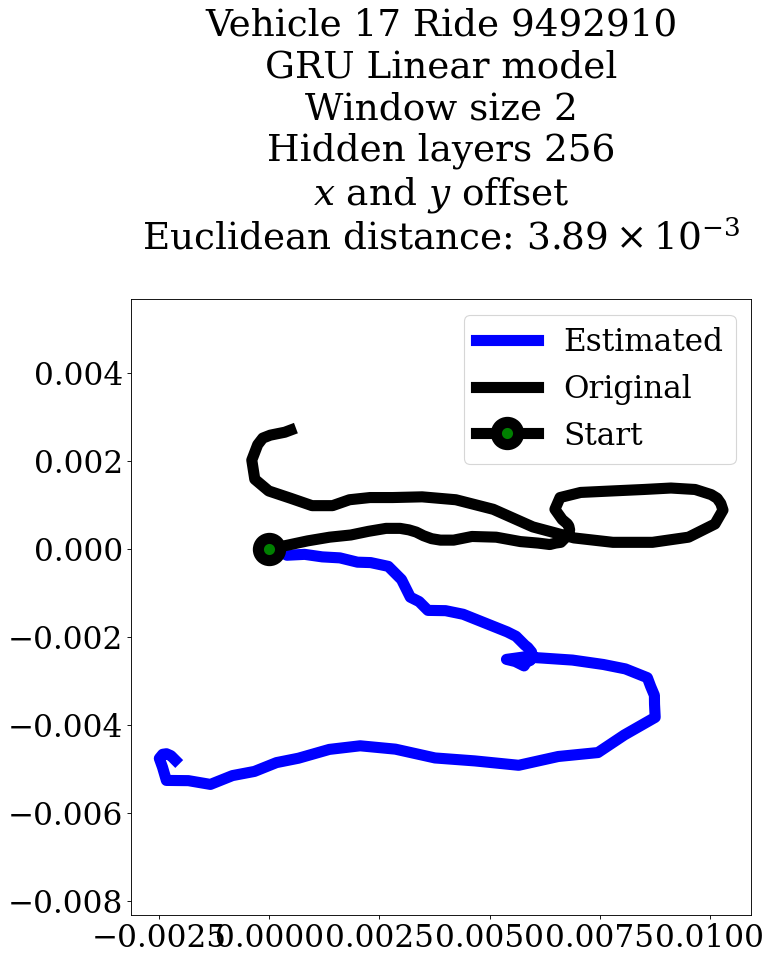 Vehicle 17 Ride 9492910
GRU Linear model
Window size 2
Hidden layers 256
x and y offset
Euclidean distance: 3.89 × 10⁻³
Estimated
Original
Start
0.004
0.002
0.000
−0.002
−0.004
−0.006
−0.008
−0.0025 0.0000 0.0025 0.0050 0.0075 0.0100